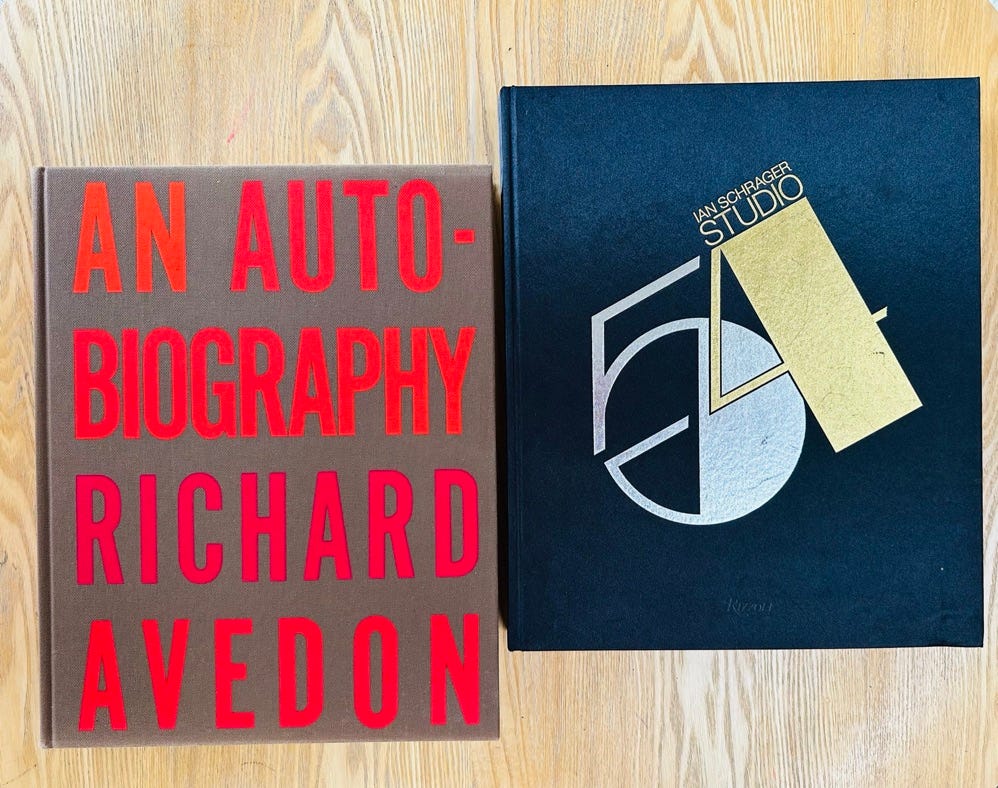 AN AUTO-
BIOGRAPHY
RICHARD
AVEDON
IAN SCHRAGER
STUDIO
54
RIZZOLI